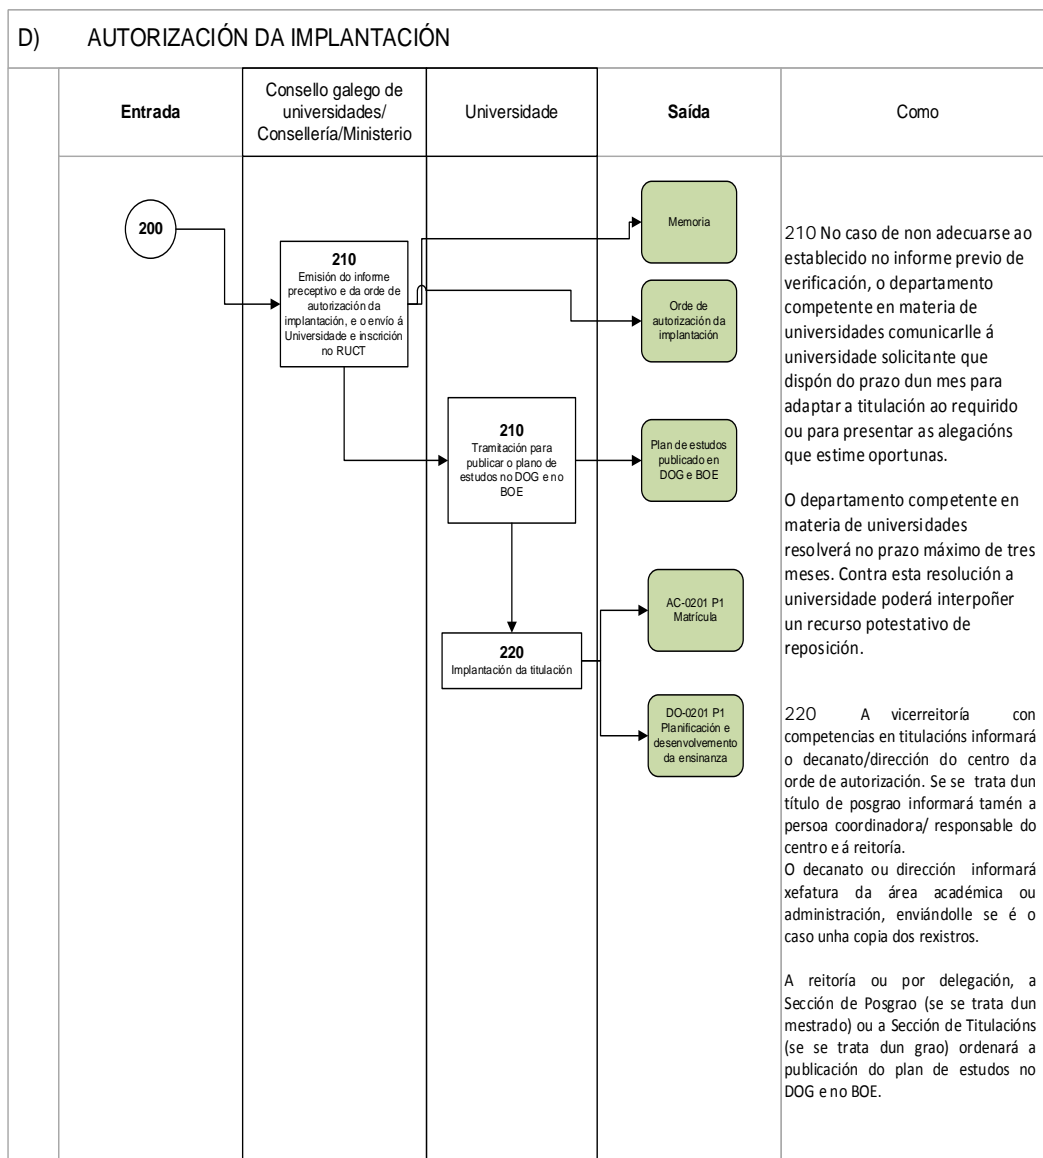 D) AUTORIZACIÓN DA IMPLANTACIÓN
Entrada
Consello galego de
universidades/
Consellería/Ministerio
Universidade
Saída
Como
200
210
Emisión do informe
preceptivo e da orde de
autorización da
implantación, e o envío á
Universidade e inscrición
no RUCT
Memoria
Orde de
autorización da
implantación
210
Tramitación para
publicar o plano de
estudos no DOG e no
BOE
Plan de estudos
publicado en
DOG e BOE
220
Implantación da titulación
AC-0201 P1
Matrícula
DO-0201 P1
Planificación e
desenvolvemento
da ensinanza
210 No caso de non adecuarse ao
establecido no informe previo de
verificación, o departamento
competente en materia de
universidades comunicarlle á
universidade solicitante que
dispón do prazo dun mes para
adaptar a titulación ao requirido
ou para presentar as alegacións
que estime oportunas.
O departamento competente en
materia de universidades
resolverá no prazo máximo de tres
meses. Contra esta resolución a
universidade poderá interpoñer
un recurso potestativo de
reposición.
220 A vicerreitoría con
competencias en titulacións informará
o decanato/dirección do centro da
orde de autorización. Se se trata dun
título de posgrao informará tamén a
persoa coordinadora/ responsable do
centro e á reitoría.
O decanato ou dirección informará
xefatura da área académica ou
administración, enviándolle se é o
caso unha copia dos rexistros.
A reitoría ou por delegación, a
Sección de Posgrao (se se trata dun
mestrado) ou a Sección de Titulacións
(se se trata dun grao) ordenará a
publicación do plan de estudos no
DOG e no BOE.